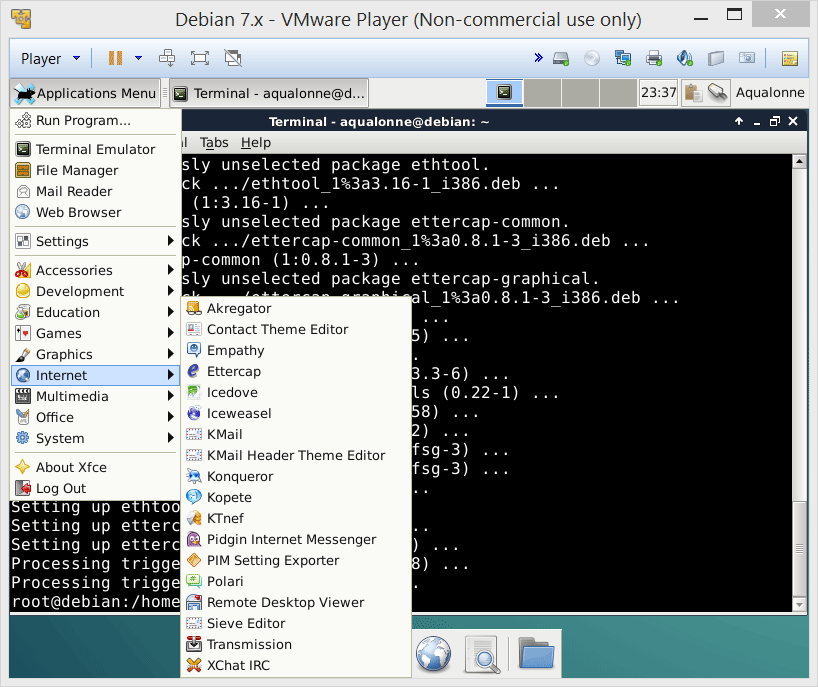 Debian 7.x - VMware Player (Non-commercial use only)
Player
Applications Menu
Terminal - aqualonne@d...
23:37
Aqualonne
Run Program...
Terminal Emulator
File Manager
Mail Reader
Web Browser
Settings
Accessories
Development
Education
Games
Graphics
Internet
Multimedia
Office
System
About Xfce
Log Out
Terminal - aqualonne@debian: ~
Tabs Help
sly unselected package ethtool.
ck .../ethtool_1%3a3.16-1_i386.deb ...
(1:3.16-1) ...
sly unselected package ettercap-common.
ck .../ettercap-common_1%3a0.8.1-3_i386.deb ...
p-common (1:0.8.1-3) ...
sly unselected package ettercap-graphical.
ck .../ettercap-graphical_1%3a0.8.1-3_i386.deb ...
...
5) ...
.
3.3-6) ...
ls (0.22-1) ...
58) ...
2) ...
fsg-3) ...
fsg-3) ...
..
Setting up ethtoo
Setting up etterc ..
Setting up etterc ) ...
Processing trigge 8) ...
Processing trigge .
root@debian:/home
Akregator
Contact Theme Editor
Empathy
Ettercap
Icedove
Iceweasel
KMail
KMail Header Theme Editor
Konqueror
Kopete
KTnef
Pidgin Internet Messenger
PIM Setting Exporter
Polari
Remote Desktop Viewer
Sieve Editor
Transmission
XChat IRC